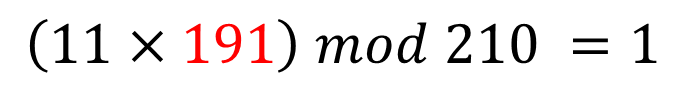 (11 × 191) mod 210 = 1